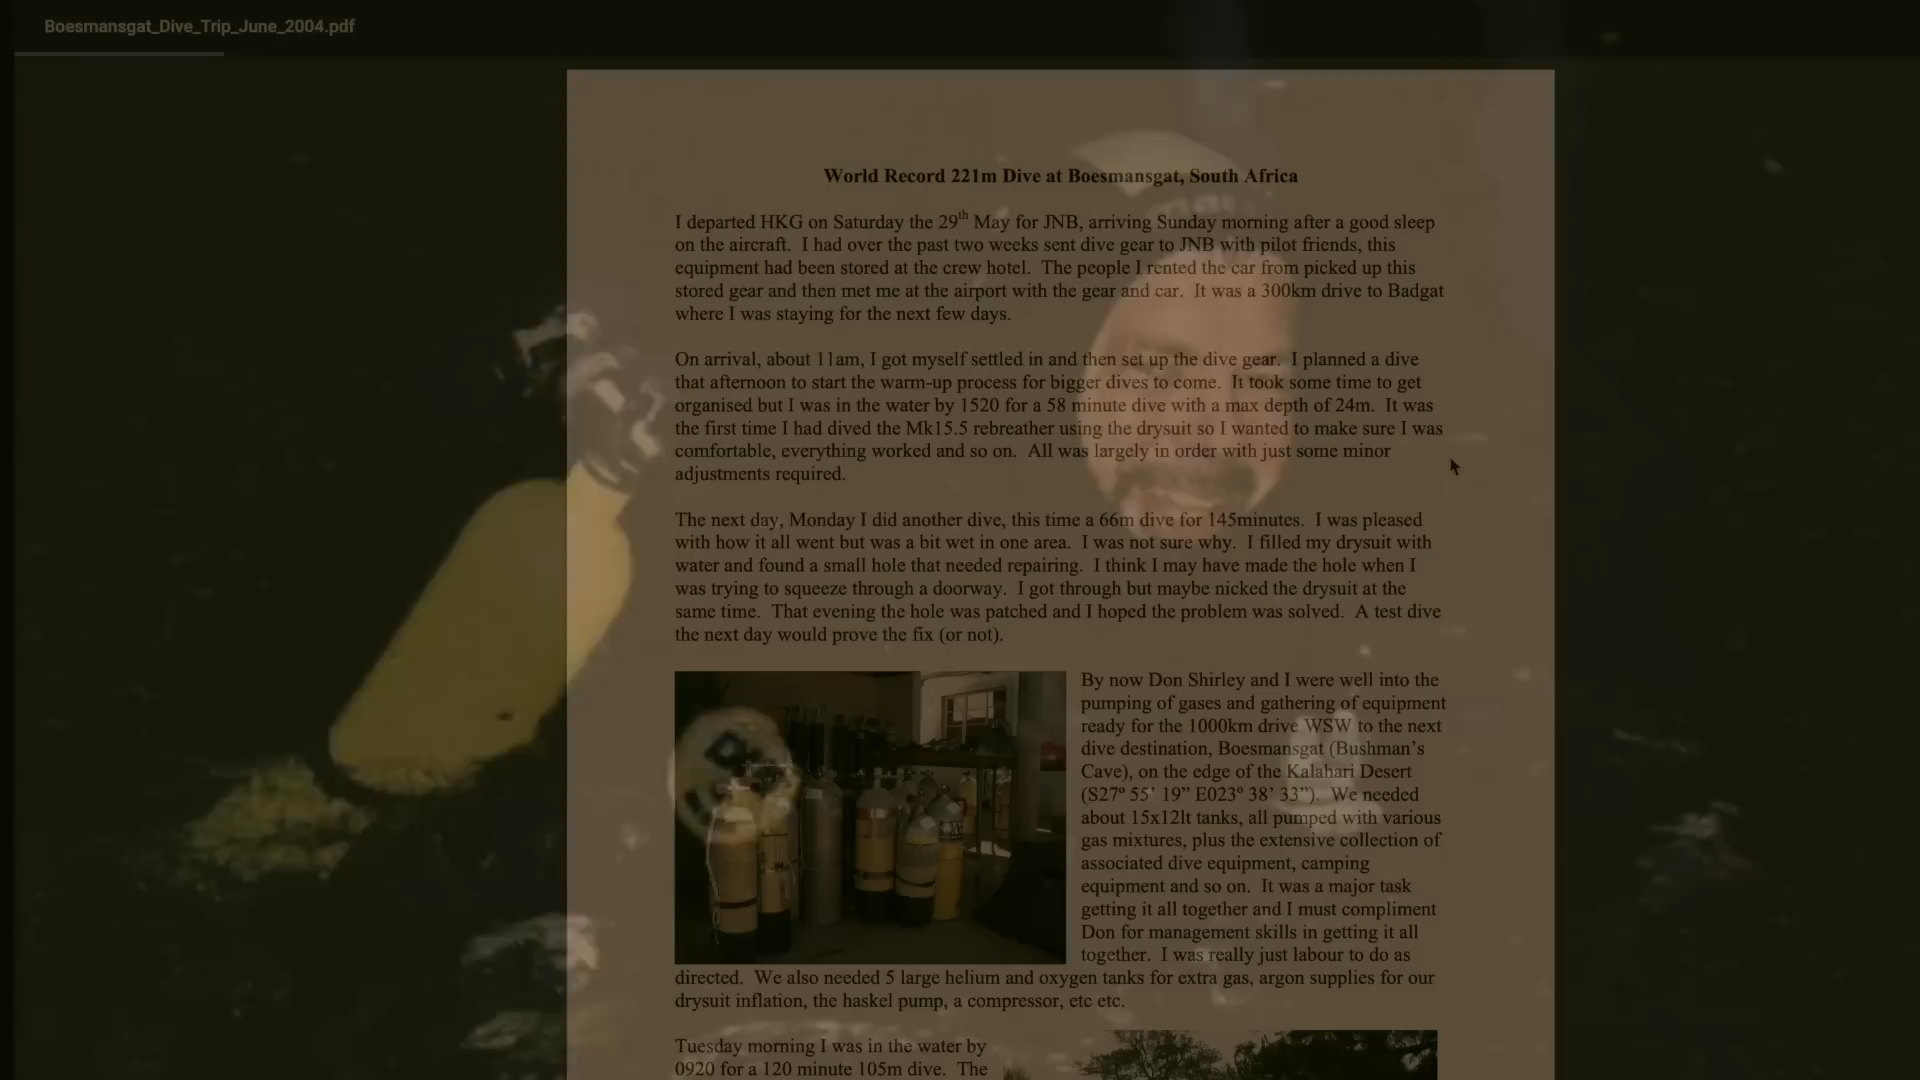 Boesmansgat_Dive_Trip_June_2004.pdf
World Record 221m Dive at Boesmansgat, South Africa
I departed HKG on Saturday the 29th May for JNB, arriving Sunday morning after a good sleep
on the aircraft. I had over the past two weeks sent dive gear to JNB with pilot friends, this
equipment had been stored at the crew hotel. The people I rented the car from picked up this
stored gear and then met me at the airport with the gear and car. It was a 300km drive to Badgat
where I was staying for the next few days.
On arrival, about 11am, I got myself settled in and then set up the dive gear. I planned a dive
that afternoon to start the warm-up process for bigger dives to come. It took some time to get
organised but I was in the water by 1520 for a 58 minute dive with a max depth of 24m. It was
the first time I had dived the Mk15.5 rebreather using the drysuit so I wanted to make sure I was
comfortable, everything worked and so on. All was largely in order with just some minor
adjustments required.
The next day, Monday I did another dive, this time a 66m dive for 145minutes. I was pleased
with how it all went but was a bit wet in one area. I was not sure why. I filled my drysuit with
water and found a small hole that needed repairing. I think I may have made the hole when I
was trying to squeeze through a doorway. I got through but maybe nicked the drysuit at the
same time. That evening the hole was patched and I hoped the problem was solved. A test dive
the next day would prove the fix (or not).
By now Don Shirley and I were well into the
pumping of gases and gathering of equipment
ready for the 1000km drive WSW to the next
dive destination, Boesmansgat (Bushman's
Cave), on the edge of the Kalahari Desert
(S27º 55' 19" E023º 38' 33"). We needed
about 15x12lt tanks, all pumped with various
gas mixtures, plus the extensive collection of
associated dive equipment, camping
equipment and so on. It was a major task
getting it all together and I must compliment
Don for management skills in getting it all
together. I was really just labour to do as
directed. We also needed 5 large helium and oxygen tanks for extra gas, argon supplies for our
drysuit inflation, the haskel pump, a compressor, etc etc.
Tuesday morning I was in the water by
0920 for a 120 minute 105m dive. The